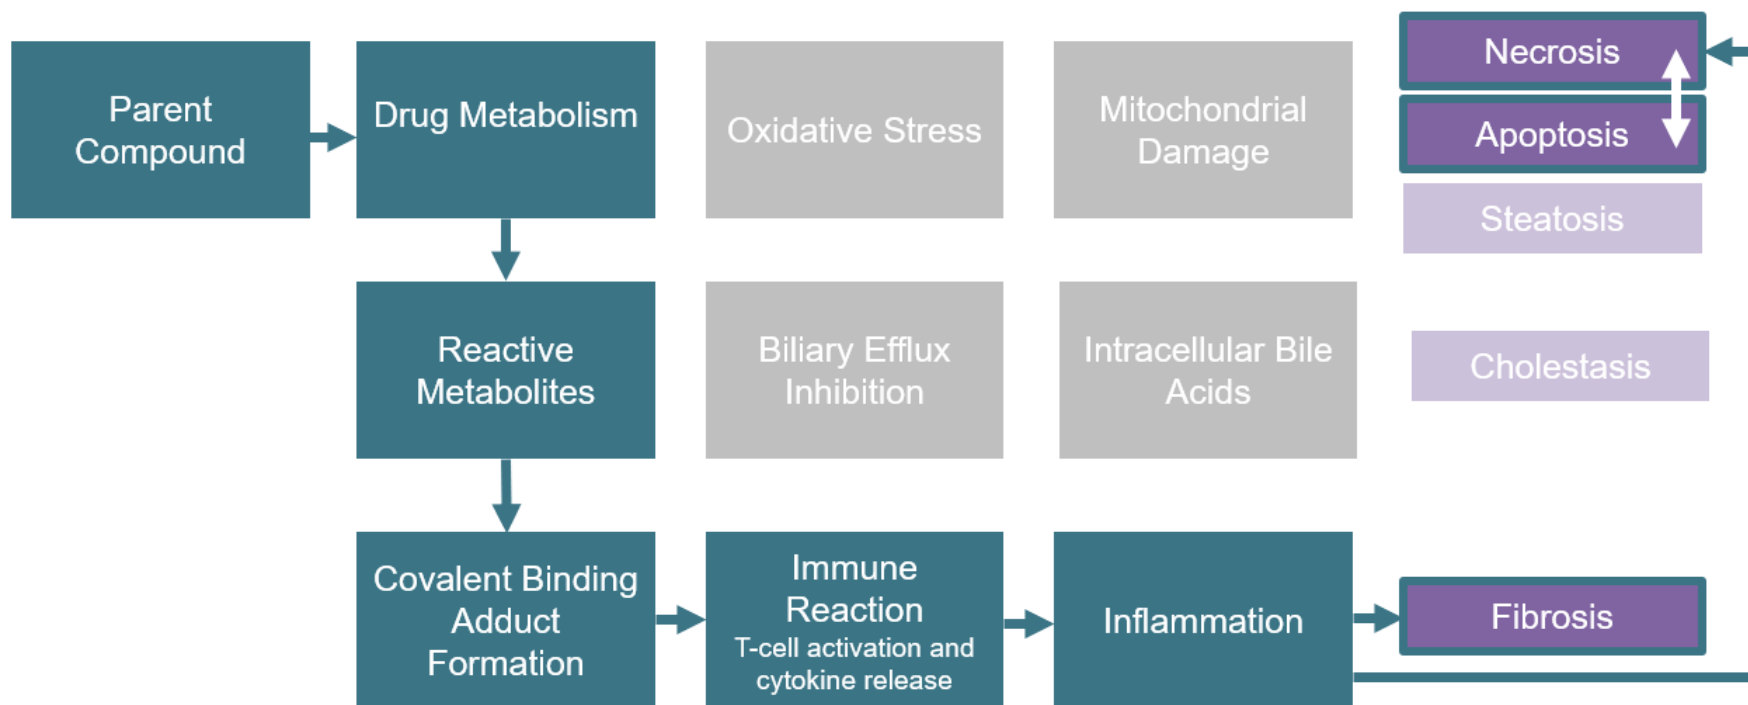 Parent
Compound
Drug Metabolism
Oxidative Stress
Mitochondrial
Damage
Necrosis
Apoptosis
Steatosis
Reactive
Metabolites
Biliary Efflux
Inhibition
Intracellular Bile
Acids
Cholestasis
Covalent Binding
Adduct
Formation
Immune
Reaction
T-cell activation and
cytokine release
Inflammation
Fibrosis